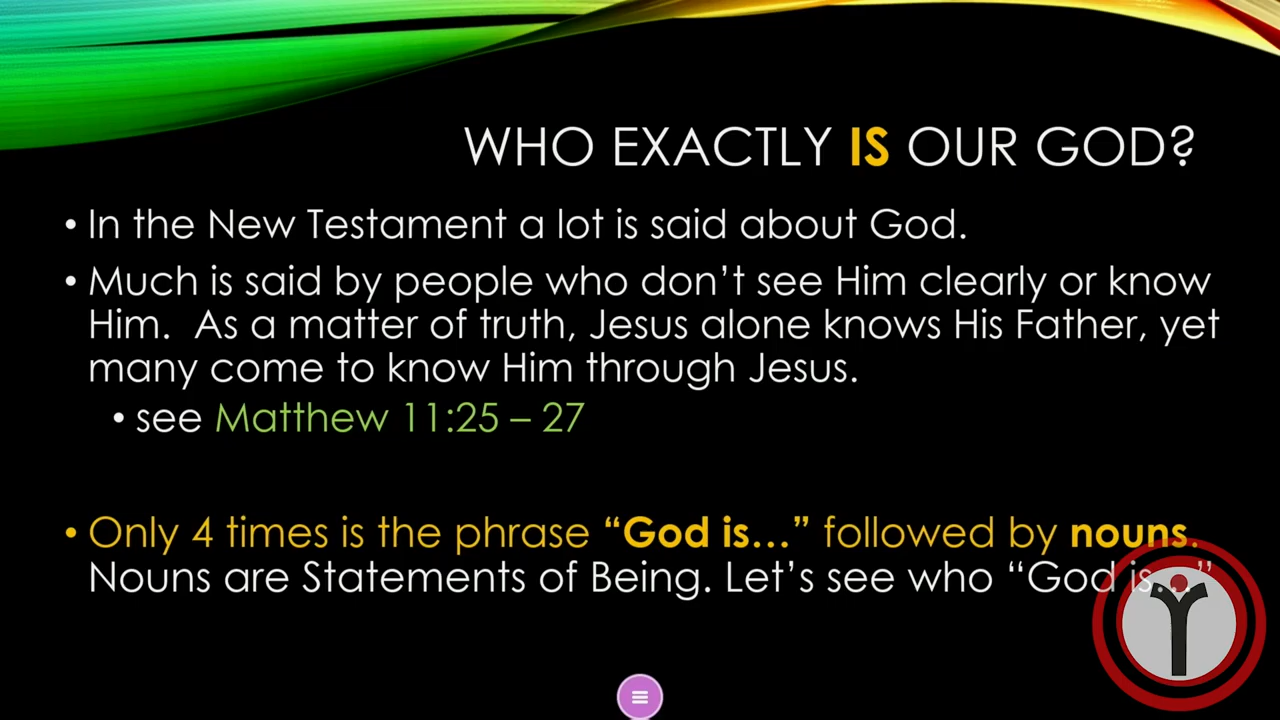 WHO EXACTLY IS OUR GOD?
• In the New Testament a lot is said about God.
• Much is said by people who don’t see Him clearly or know
Him.  As a matter of truth, Jesus alone knows His Father, yet
many come to know Him through Jesus.
• see Matthew 11:25 – 27
• Only 4 times is the phrase “God is…” followed by nouns.
Nouns are Statements of Being. Let’s see who “God is…”